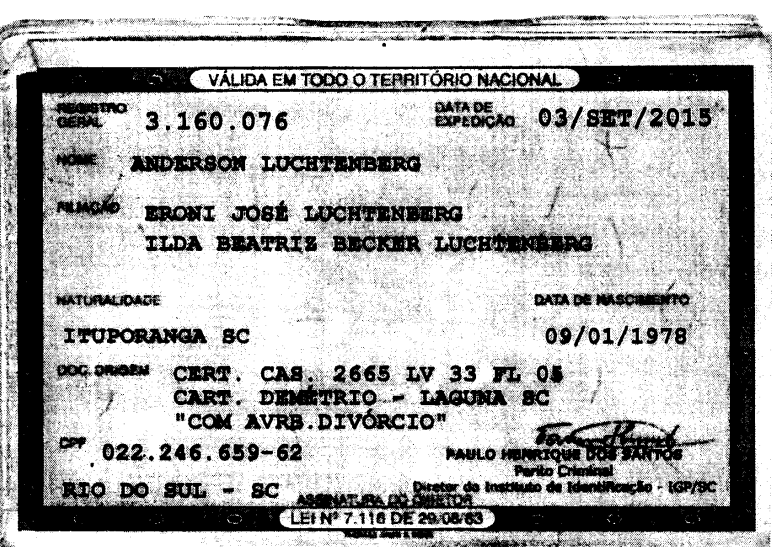 VÁLIDA EM TODO O TERRITÓRIO NACIONAL
REGISTRO GERAL 3.160.076 DATA DE EXPEDIÇÃO 03/SET/2015
NOME ANDERSON LUCHTENBERG
FILIAÇÃO ERONI JOSÉ LUCHTENBERG
ILDA BEATRIZ BECKER LUCHTENBERG
NATURALIDADE DATA DE NASCIMENTO
ITUPORANGA SC 09/01/1978
DOC. ORIGEM CERT. CAS. 2665 LV 33 FL 05
CART. DEMÉTRIO - LAGUNA SC
"COM AVRB.DIVÓRCIO"
CPF 022.246.659-62
PAULO HENRIQUE DOS SANTOS
Perito Criminal
RIO DO SUL - SC Diretor do Instituto de Identificação - IGP/SC
ASSINATURA DO DIRETOR
LEI Nº 7.116 DE 29/08/83